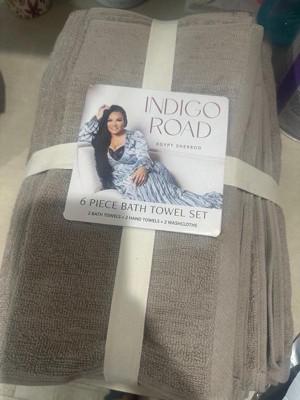 INDIGO
ROAD
EGYPT SHERROD
6 PIECE BATH TOWEL SET
2 BATH TOWELS • 2 HAND TOWELS • 2 WASHCLOTHS